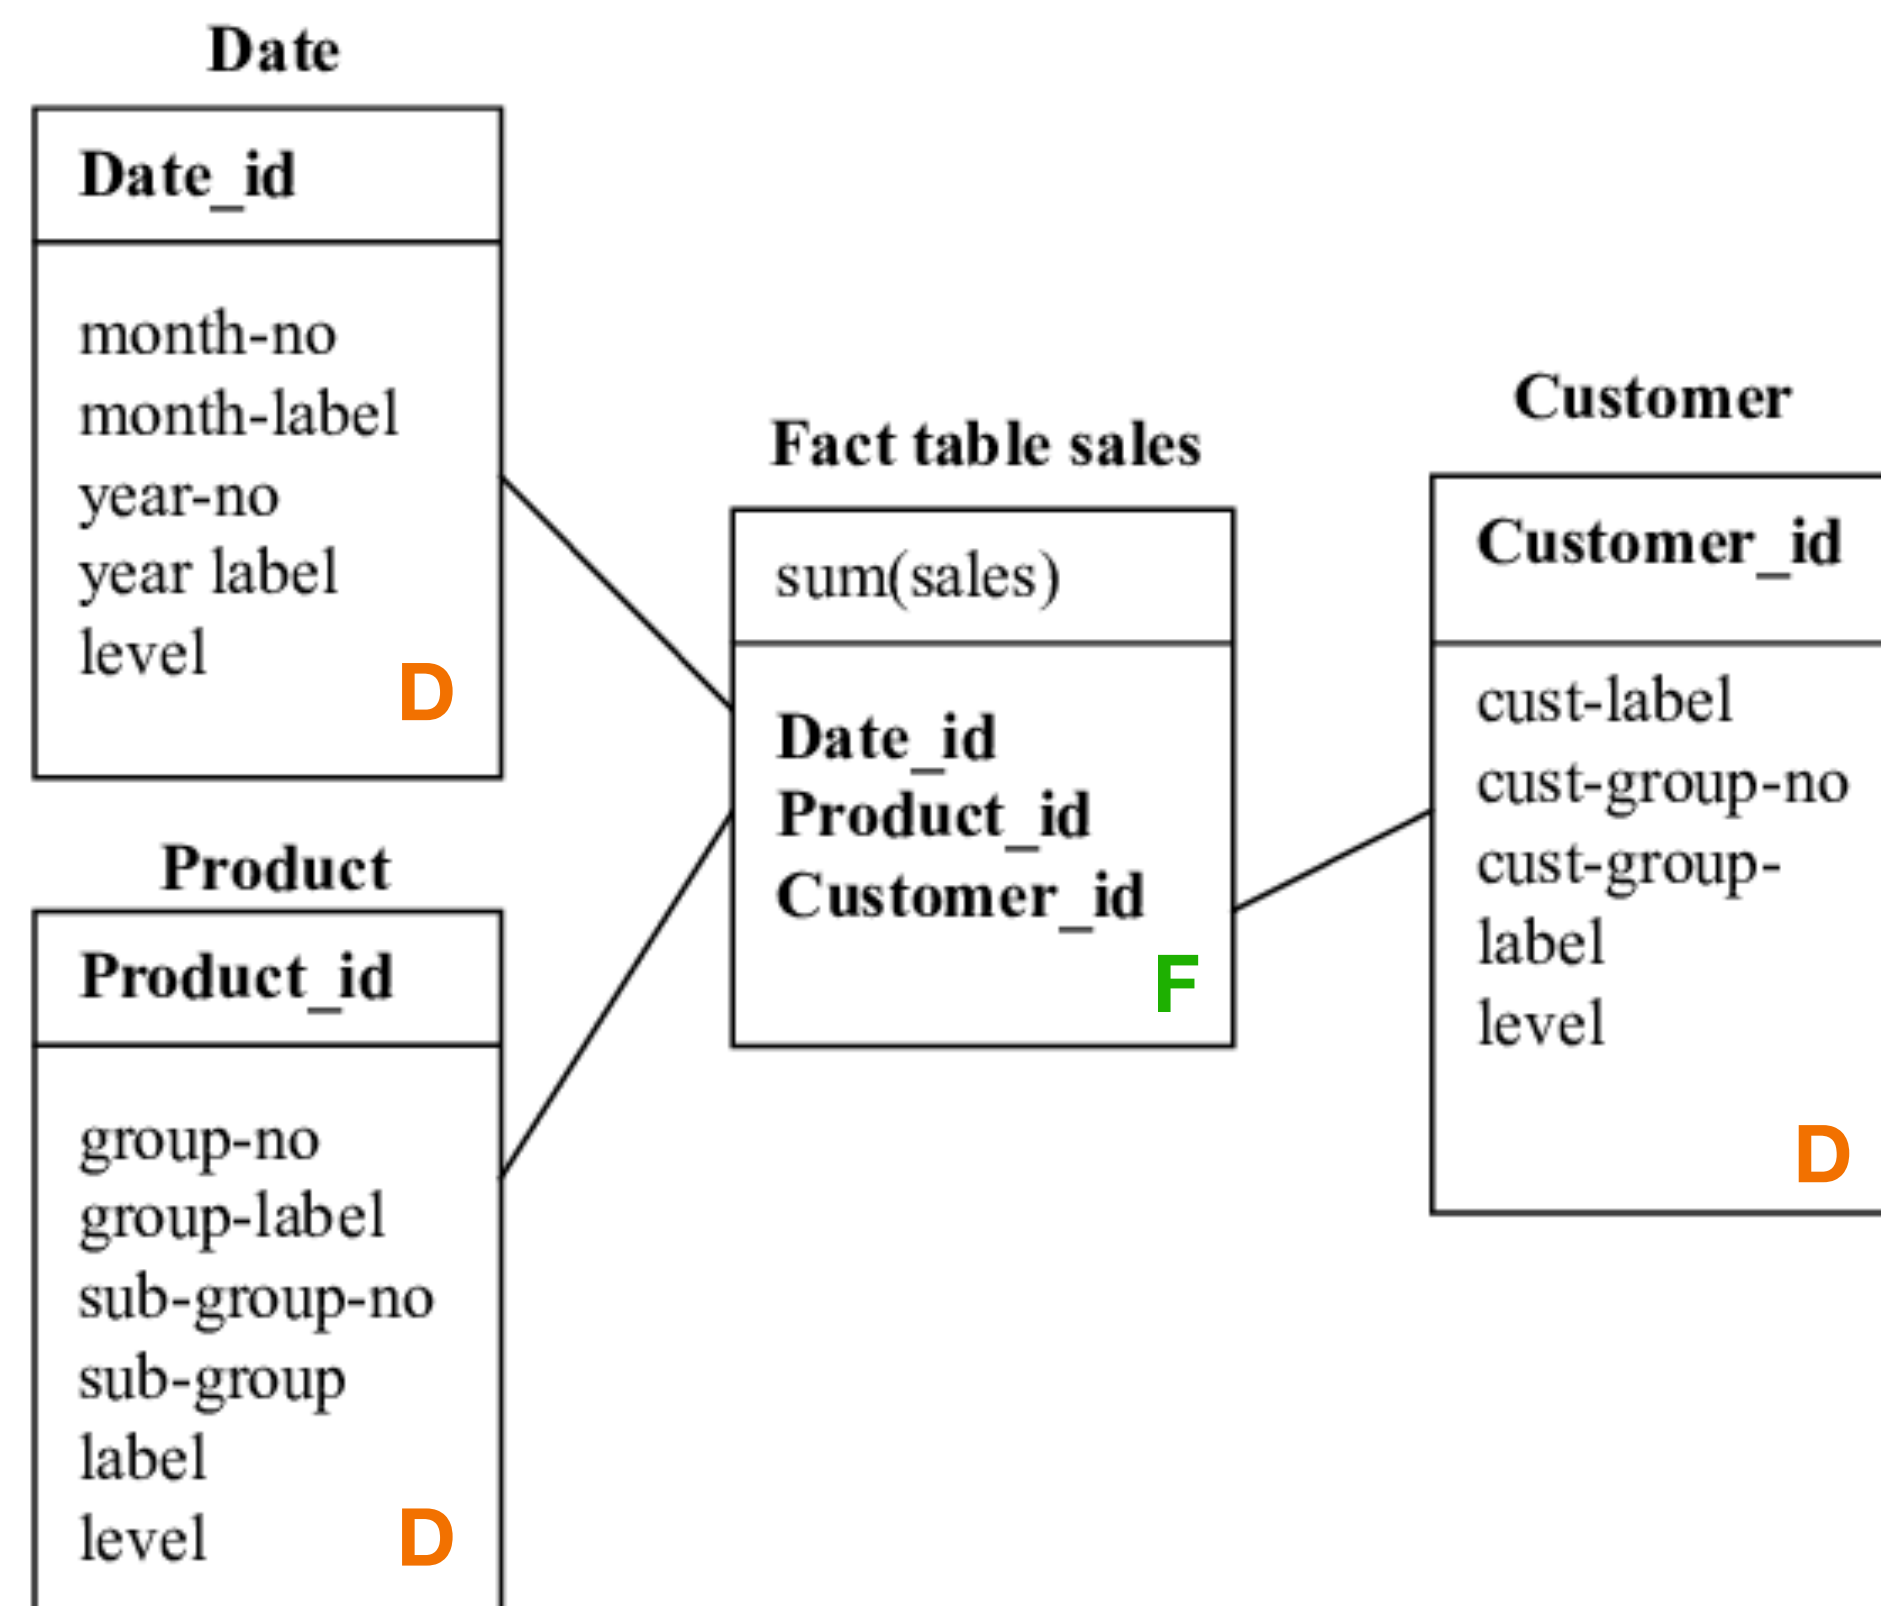 Date
Date_id
month-no
month-label
year-no
year label
level
D
Product
Product_id
group-no
group-label
sub-group-no
sub-group
label
level
D
Fact table sales
sum(sales)
Date_id
Product_id
Customer_id
F
Customer
Customer_id
cust-label
cust-group-no
cust-group-
label
level
D